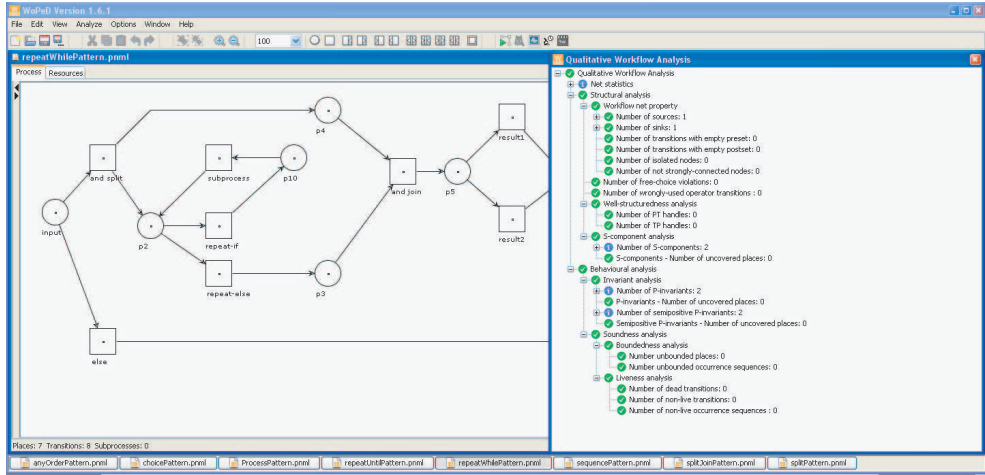 WoPeD Version 1.6.1
File Edit View Analyze Options Window Help
100
repeatWhilePattern.pnml
Process Resources
p4
result1
and split
subprocess
p10
and join
p5
input
p2
repeat-if
result2
repeat-else
p3
else
Places: 7 Transitions: 8 Subprocesses: 0
Qualitative Workflow Analysis
Qualitative Workflow Analysis
Net statistics
Structural analysis
Workflow net property
Number of sources: 1
Number of sinks: 1
Number of transitions with empty preset: 0
Number of transitions with empty postset: 0
Number of isolated nodes: 0
Number of not strongly-connected nodes: 0
Number of free-choice violations: 0
Number of wrongly-used operator transitions : 0
Well-structuredness analysis
Number of PT handles: 0
Number of TP handles: 0
S-component analysis
Number of S-components: 2
S-components - Number of uncovered places: 0
Behavioural analysis
Invariant analysis
Number of P-invariants: 2
P-invariants - Number of uncovered places: 0
Number of semipositive P-invariants: 2
Semipositive P-invariants - Number of uncovered places: 0
Soundness analysis
Boundedness analysis
Number unbounded places: 0
Number unbounded occurrence sequences: 0
Liveness analysis
Number of dead transitions: 0
Number of non-live transitions: 0
Number of non-live occurrence sequences : 0
anyOrderPattern.pnml choicePattern.pnml ProcessPattern.pnml repeatUntilPattern.pnml repeatWhilePattern.pnml sequencePattern.pnml splitJoinPattern.pnml splitPattern.pnml